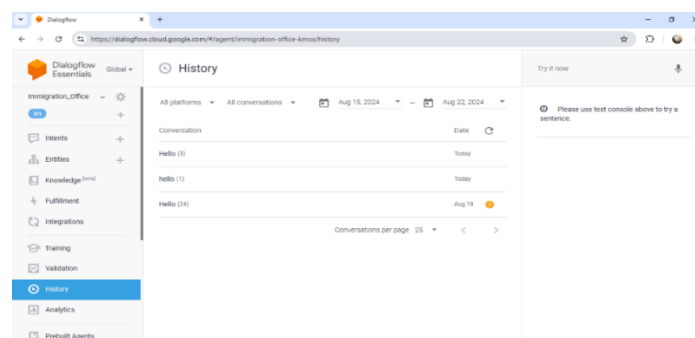 Dialogflow
https://dialogflow.cloud.google.com/#/agent/immigration-office-kmox/history
Dialogflow
Essentials
Global
Immigration_Office
en
Intents
Entities
Knowledge [beta]
Fulfillment
Integrations
Training
Validation
History
Analytics
Prebuilt Agents
History
All platforms All conversations Aug 15, 2024 – Aug 22, 2024
Conversation Date
Hello (3) Today
hello (1) Today
Hello (24) Aug 18
Conversations per page 25
Try it now
Please use test console above to try a
sentence.